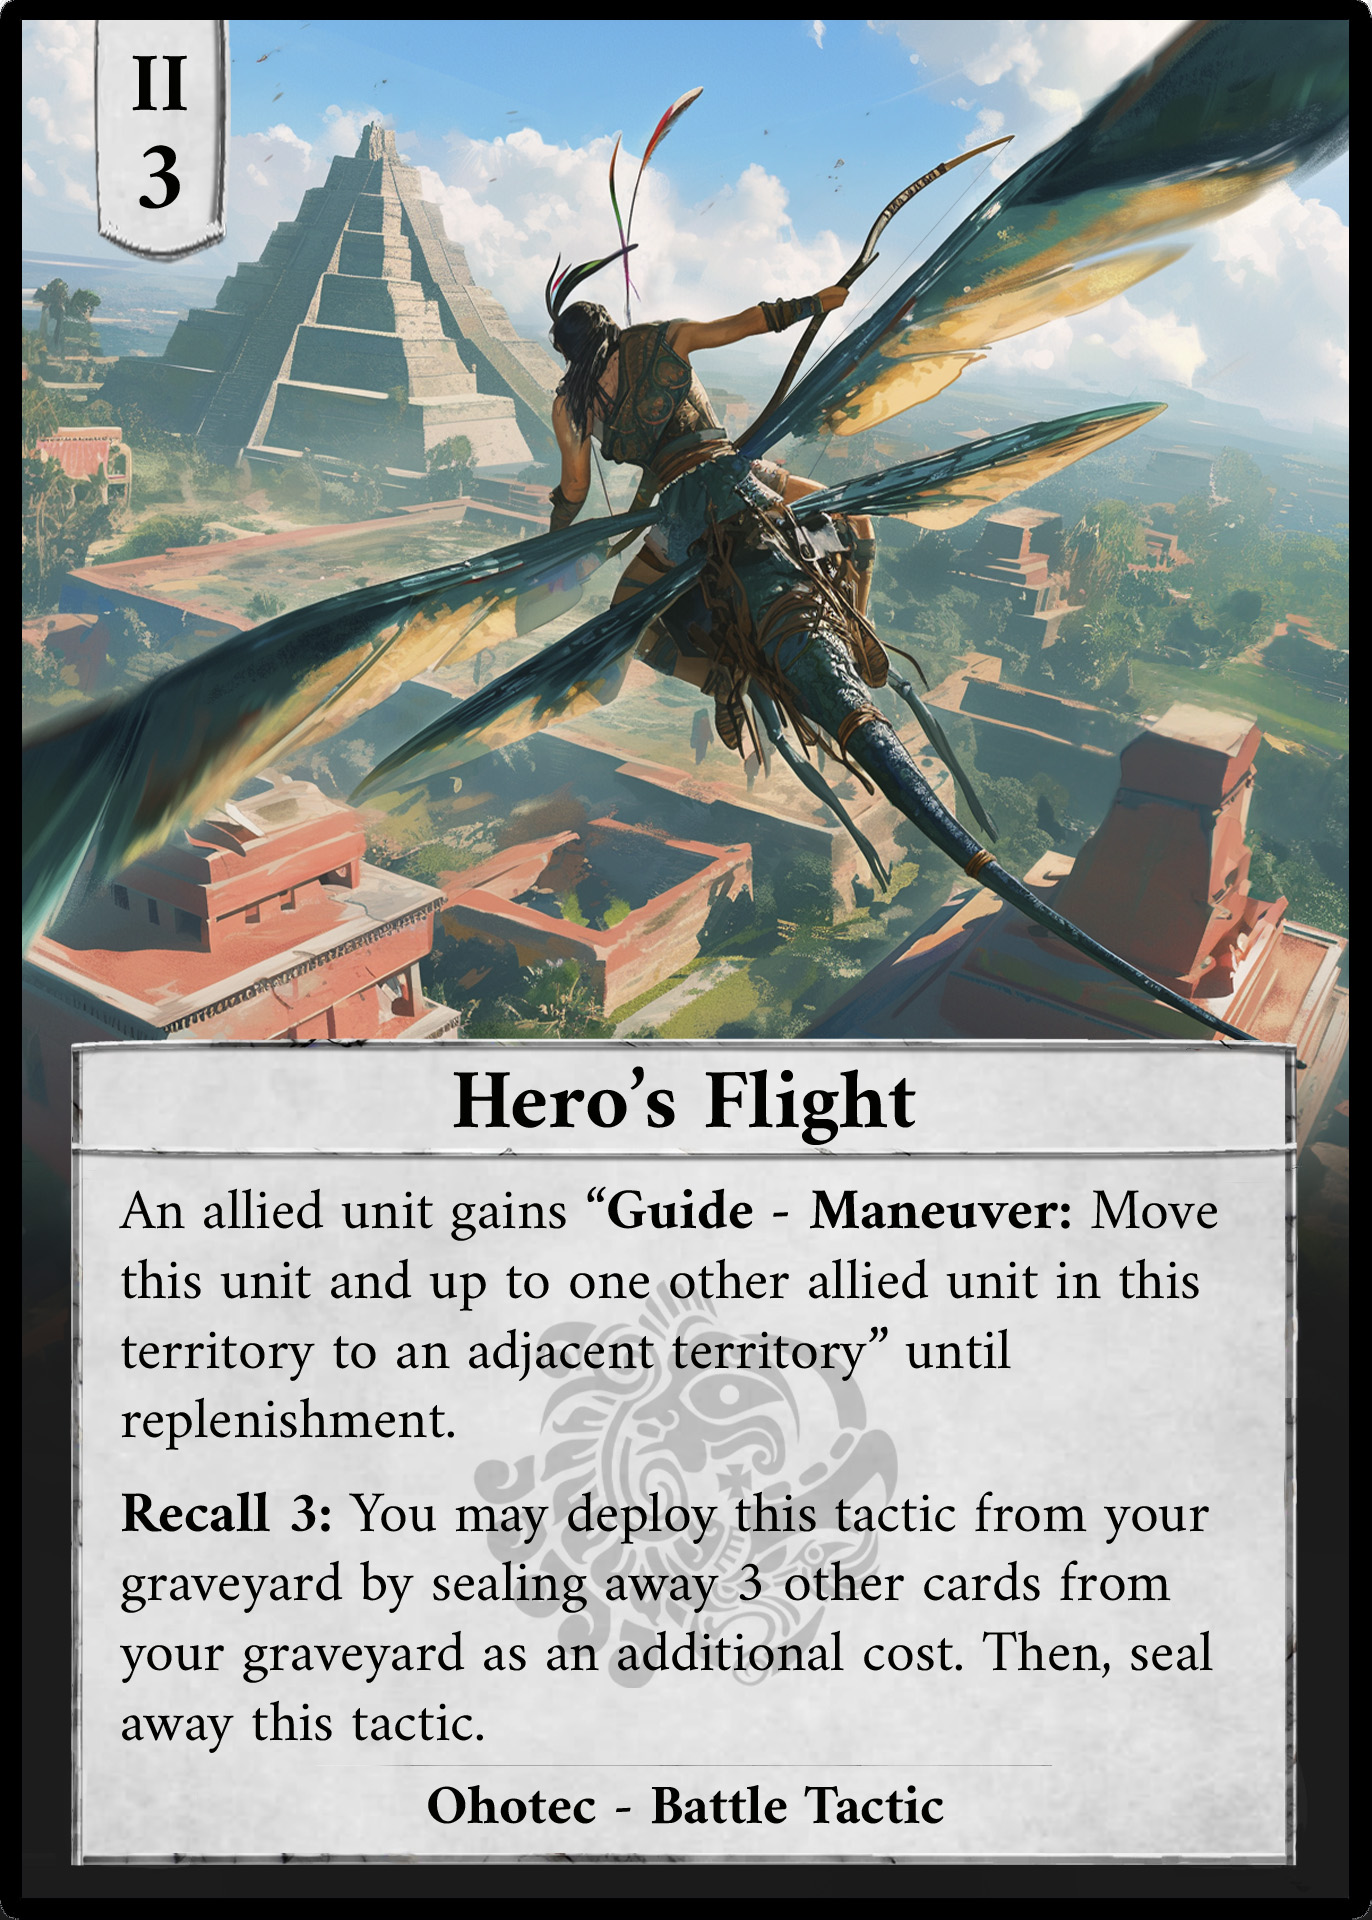 II
3
Hero’s Flight
An allied unit gains “Guide - Maneuver: Move
this unit and up to one other allied unit in this
territory to an adjacent territory” until
replenishment.
Recall 3: You may deploy this tactic from your
graveyard by sealing away 3 other cards from
your graveyard as an additional cost. Then, seal
away this tactic.
Ohotec - Battle Tactic